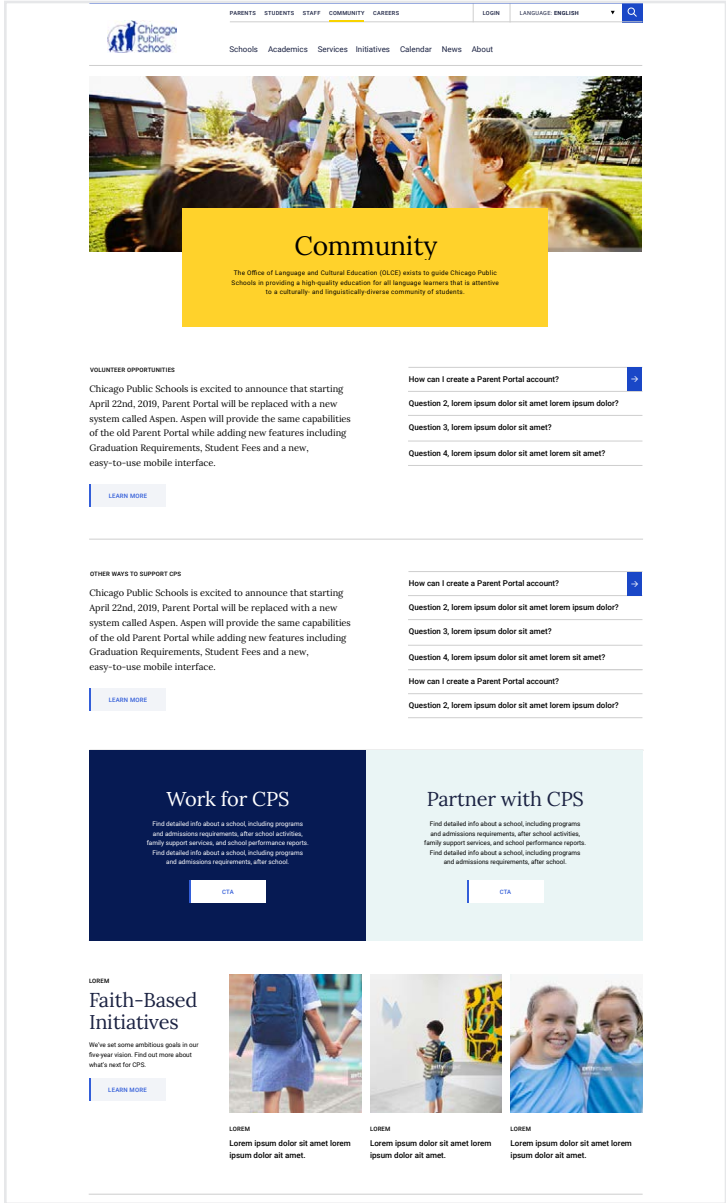 Chicago
Public
Schools
PARENTS STUDENTS STAFF COMMUNITY CAREERS
LOGIN
LANGUAGE: ENGLISH
Schools Academics Services Initiatives Calendar News About
Community
The Office of Language and Cultural Education (OLCE) exists to guide Chicago Public
Schools in providing a high-quality education for all language learners that is attentive
to a culturally- and linguistically-diverse community of students.
VOLUNTEER OPPORTUNITIES
Chicago Public Schools is excited to announce that starting
April 22nd, 2019, Parent Portal will be replaced with a new
system called Aspen. Aspen will provide the same capabilities
of the old Parent Portal while adding new features including
Graduation Requirements, Student Fees and a new,
easy-to-use mobile interface.
LEARN MORE
How can I create a Parent Portal account?
Question 2, lorem ipsum dolor sit amet lorem ipsum dolor?
Question 3, lorem ipsum dolor sit amet?
Question 4, lorem ipsum dolor sit amet lorem sit amet?
OTHER WAYS TO SUPPORT CPS
Chicago Public Schools is excited to announce that starting
April 22nd, 2019, Parent Portal will be replaced with a new
system called Aspen. Aspen will provide the same capabilities
of the old Parent Portal while adding new features including
Graduation Requirements, Student Fees and a new,
easy-to-use mobile interface.
LEARN MORE
How can I create a Parent Portal account?
Question 2, lorem ipsum dolor sit amet lorem ipsum dolor?
Question 3, lorem ipsum dolor sit amet?
Question 4, lorem ipsum dolor sit amet lorem sit amet?
How can I create a Parent Portal account?
Question 2, lorem ipsum dolor sit amet lorem ipsum dolor?
Work for CPS
Find detailed info about a school, including programs
and admissions requirements, after school activities,
family support services, and school performance reports.
Find detailed info about a school, including programs
and admissions requirements, after school.
CTA
Partner with CPS
Find detailed info about a school, including programs
and admissions requirements, after school activities,
family support services, and school performance reports.
Find detailed info about a school, including programs
and admissions requirements, after school.
CTA
LOREM
Faith-Based
Initiatives
We've set some ambitious goals in our
five-year vision. Find out more about
what's next for CPS.
LEARN MORE
LOREM
Lorem ipsum dolor sit amet lorem
ipsum dolor ait amet.
LOREM
Lorem ipsum dolor sit amet lorem
ipsum dolor ait amet.
LOREM
Lorem ipsum dolor sit amet lorem
ipsum dolor ait amet.